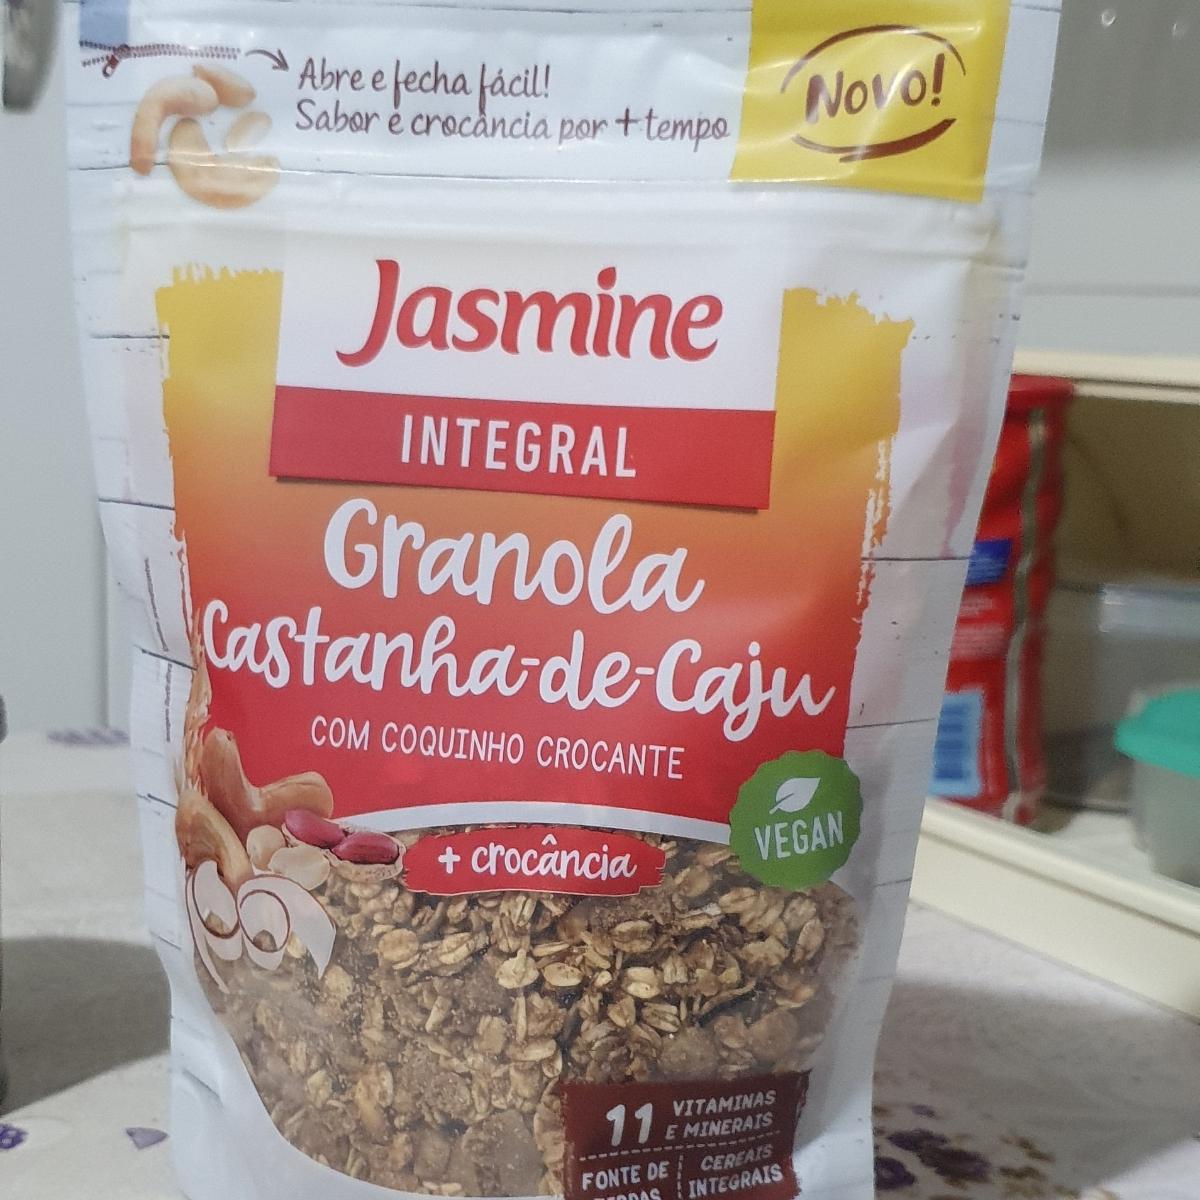 Abre e fecha fácil!
Sabor e crocância por + tempo
Novo!
Jasmine
INTEGRAL
Granola
Castanha-de-Caju
COM COQUINHO CROCANTE
VEGAN
+ crocância
11 VITAMINAS
E MINERAIS
FONTE DE
CEREAIS
INTEGRAIS